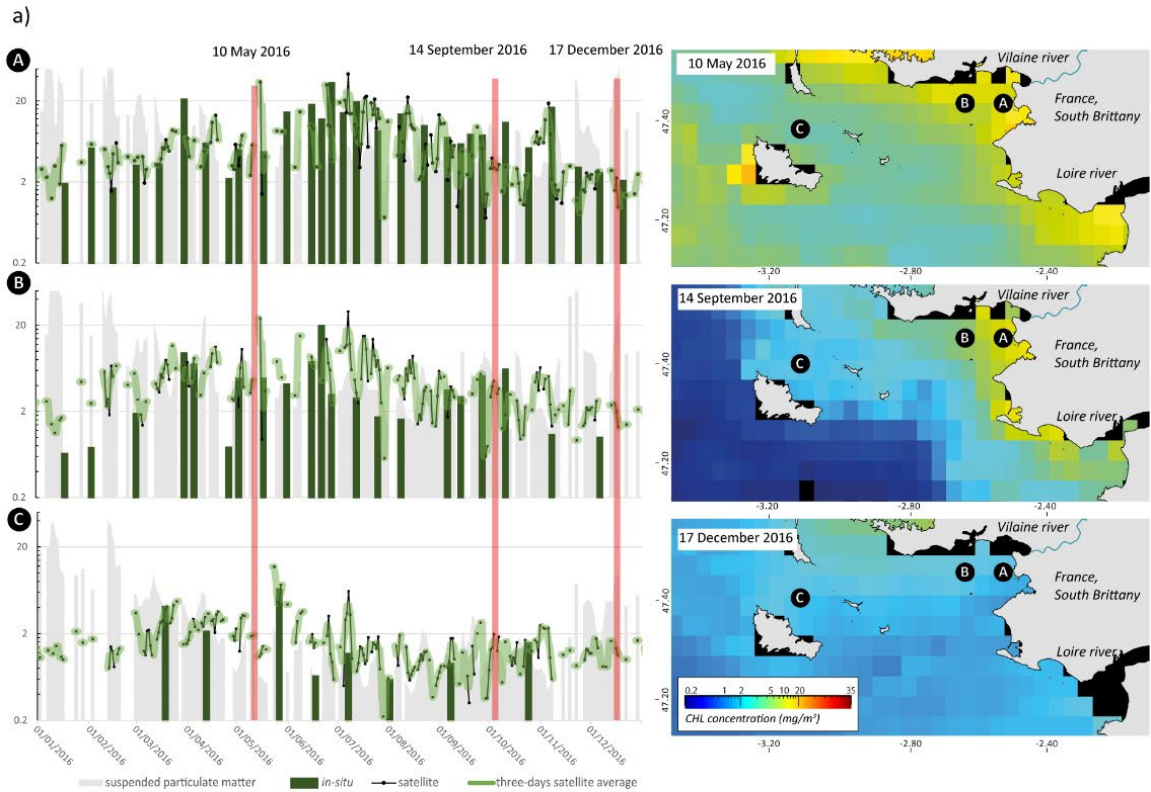 a)
10 May 2016
14 September 2016
17 December 2016
A
20
2
0.2
B
20
2
0.2
C
20
2
0.2
01/01/2016
01/02/2016
01/03/2016
01/04/2016
01/05/2016
01/06/2016
01/07/2016
01/08/2016
01/09/2016
01/10/2016
01/11/2016
01/12/2016
suspended particulate matter
in-situ
satellite
three-days satellite average
10 May 2016
Vilaine river
B
A
France,
South Brittany
C
Loire river
47.40
47.20
-3.20
-2.80
-2.40
14 September 2016
Vilaine river
B
A
France,
South Brittany
C
Loire river
47.40
47.20
-3.20
-2.80
-2.40
17 December 2016
Vilaine river
B
A
France,
South Brittany
C
Loire river
47.40
47.20
0.2 1 2 5 10 20 35
CHL concentration (mg/m³)
-3.20
-2.80
-2.40